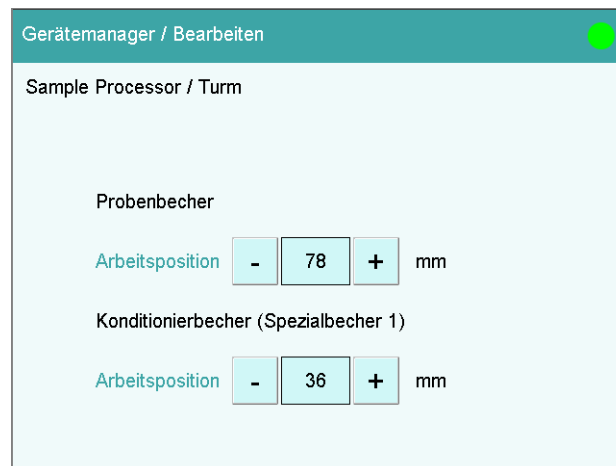 Gerätemanager / Bearbeiten
Sample Processor / Turm
Probenbecher
Arbeitsposition - 78 + mm
Konditionierbecher (Spezialbecher 1)
Arbeitsposition - 36 + mm